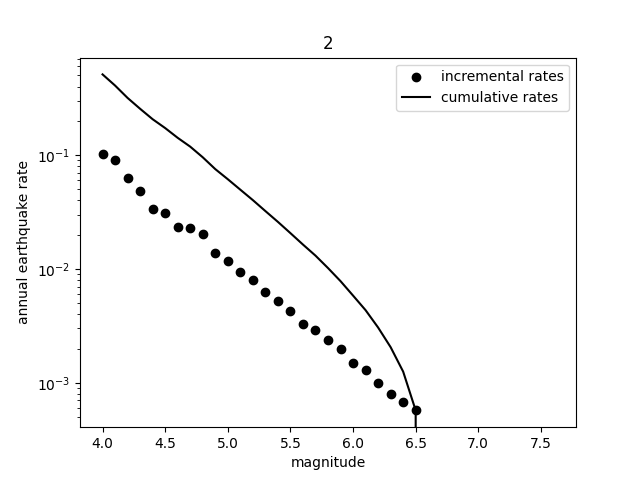 2
incremental rates
cumulative rates
annual earthquake rate
10⁻¹
10⁻²
10⁻³
4.0 4.5 5.0 5.5 6.0 6.5 7.0 7.5
magnitude